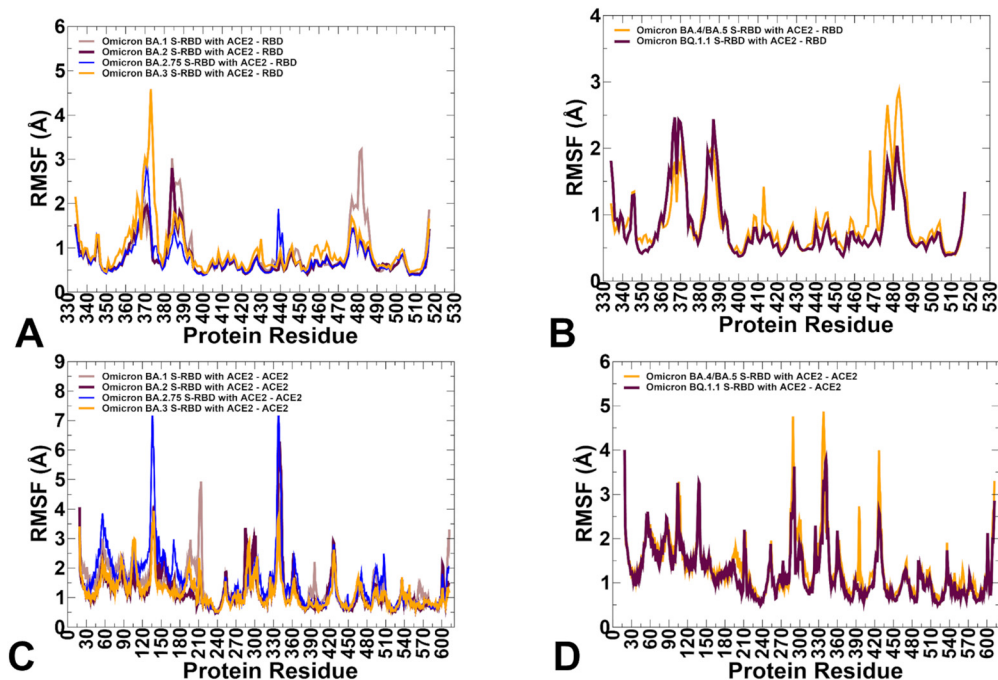 A
RMSF (Å)
6
5
4
3
2
1
0
Omicron BA.1 S-RBD with ACE2 - RBD
Omicron BA.2 S-RBD with ACE2 - RBD
Omicron BA.2.75 S-RBD with ACE2 - RBD
Omicron BA.3 S-RBD with ACE2 - RBD
330 340 350 360 370 380 390 400 410 420 430 440 450 460 470 480 490 500 510 520 530
Protein Residue
B
RMSF (Å)
4
3
2
1
0
Omicron BA.4/BA.5 S-RBD with ACE2 - RBD
Omicron BQ.1.1 S-RBD with ACE2 - RBD
330 340 350 360 370 380 390 400 410 420 430 440 450 460 470 480 490 500 510 520 530
Protein Residue
C
RMSF (Å)
9
8
7
6
5
4
3
2
1
0
Omicron BA.1 S-RBD with ACE2 - ACE2
Omicron BA.2 S-RBD with ACE2 - ACE2
Omicron BA.2.75 S-RBD with ACE2 - ACE2
Omicron BA.3 S-RBD with ACE2 - ACE2
0 30 60 90 120 150 180 210 240 270 300 330 360 390 420 450 480 510 540 570 600
Protein Residue
D
RMSF (Å)
6
5
4
3
2
1
0
Omicron BA.4/BA.5 S-RBD with ACE2 - ACE2
Omicron BQ.1.1 S-RBD with ACE2 - ACE2
0 30 60 90 120 150 180 210 240 270 300 330 360 390 420 450 480 510 540 570 600
Protein Residue